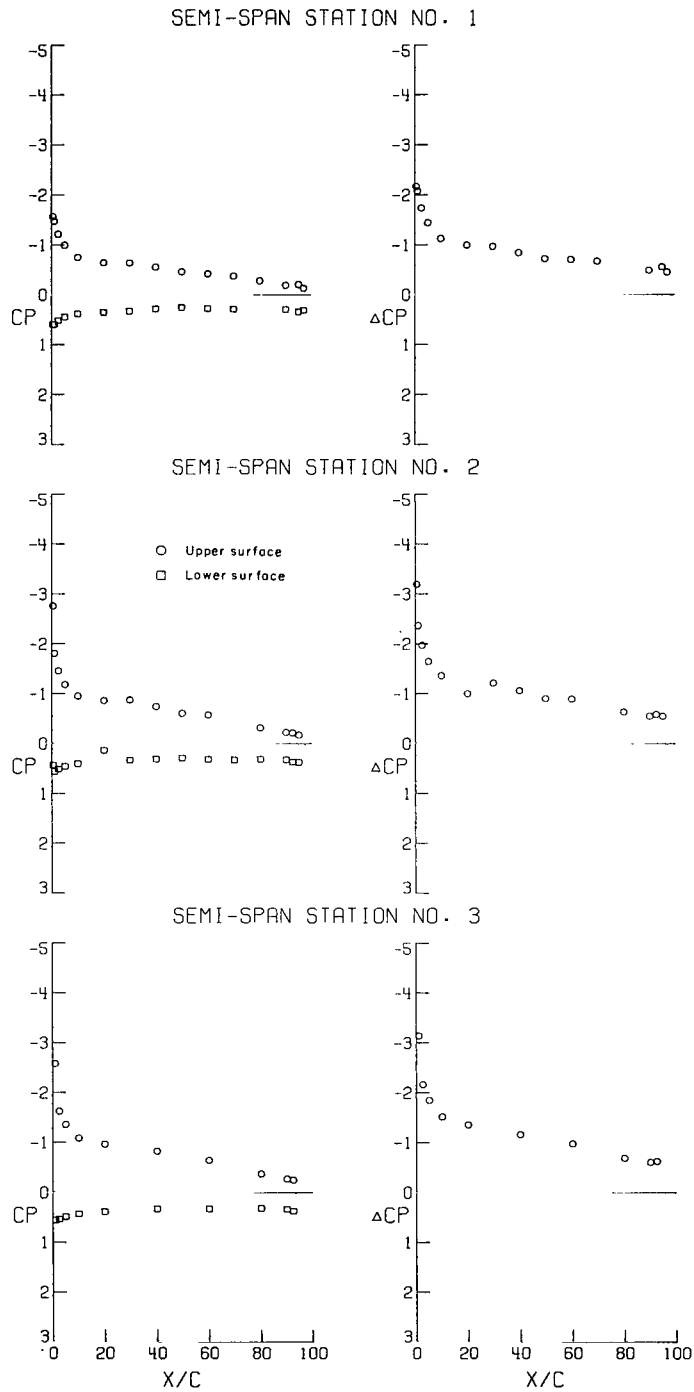 SEMI-SPAN STATION NO. 1
-5 -5
-4 -4
-3 -3
-2 -2
-1 -1
0 0
CP ΔCP
1 1
2 2
3 3
SEMI-SPAN STATION NO. 2
-5 -5
-4 -4
○ Upper surface
□ Lower surface
-3 -3
-2 -2
-1 -1
0 0
CP ΔCP
1 1
2 2
3 3
SEMI-SPAN STATION NO. 3
-5 -5
-4 -4
-3 -3
-2 -2
-1 -1
0 0
CP ΔCP
1 1
2 2
3 3
0 20 40 60 80 100 0 20 40 60 80 100
X/C X/C